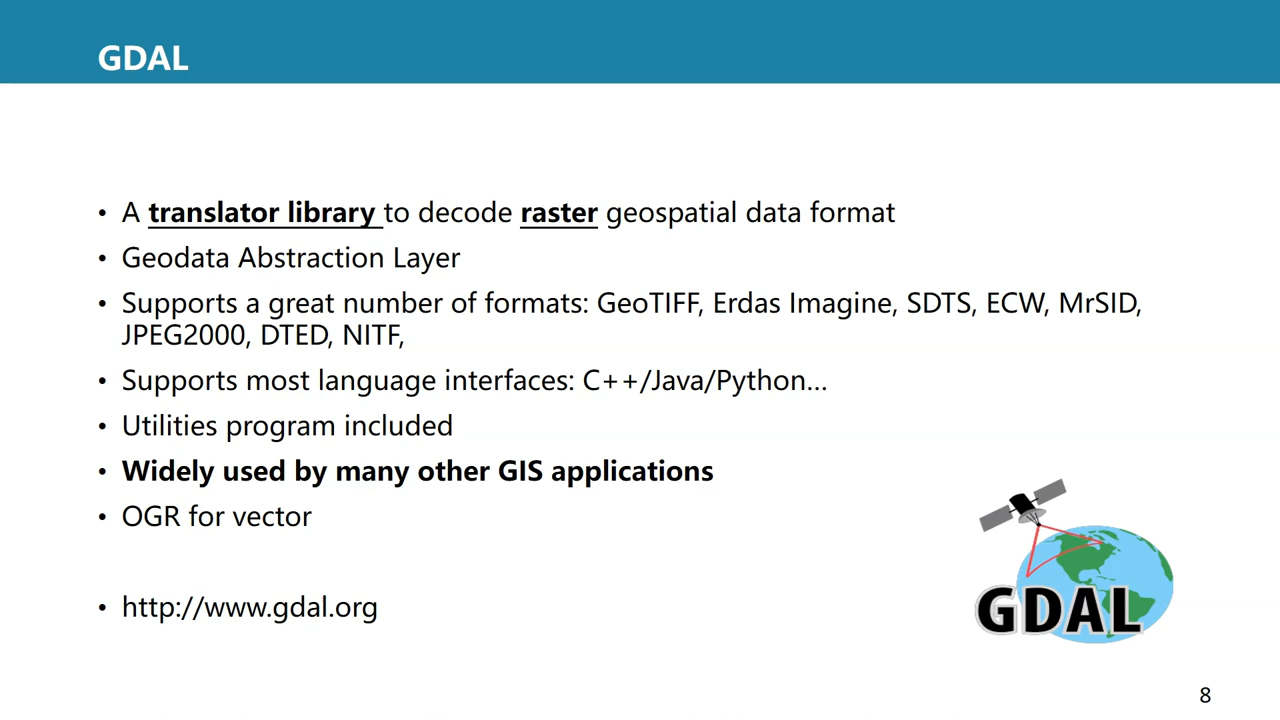 GDAL
• A translator library to decode raster geospatial data format
• Geodata Abstraction Layer
• Supports a great number of formats: GeoTIFF, Erdas Imagine, SDTS, ECW, MrSID,
JPEG2000, DTED, NITF,
• Supports most language interfaces: C++/Java/Python…
• Utilities program included
• Widely used by many other GIS applications
• OGR for vector
• http://www.gdal.org
GDAL
8